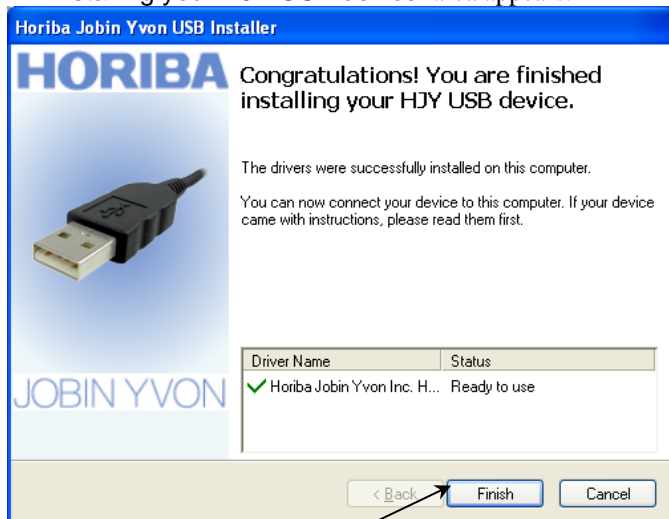 Horiba Jobin Yvon USB Installer
HORIBA
Congratulations! You are finished
installing your HJY USB device.
The drivers were successfully installed on this computer.
You can now connect your device to this computer. If your device
came with instructions, please read them first.
Driver Name Status
Horiba Jobin Yvon Inc. H... Ready to use
JOBIN YVON
< Back Finish Cancel